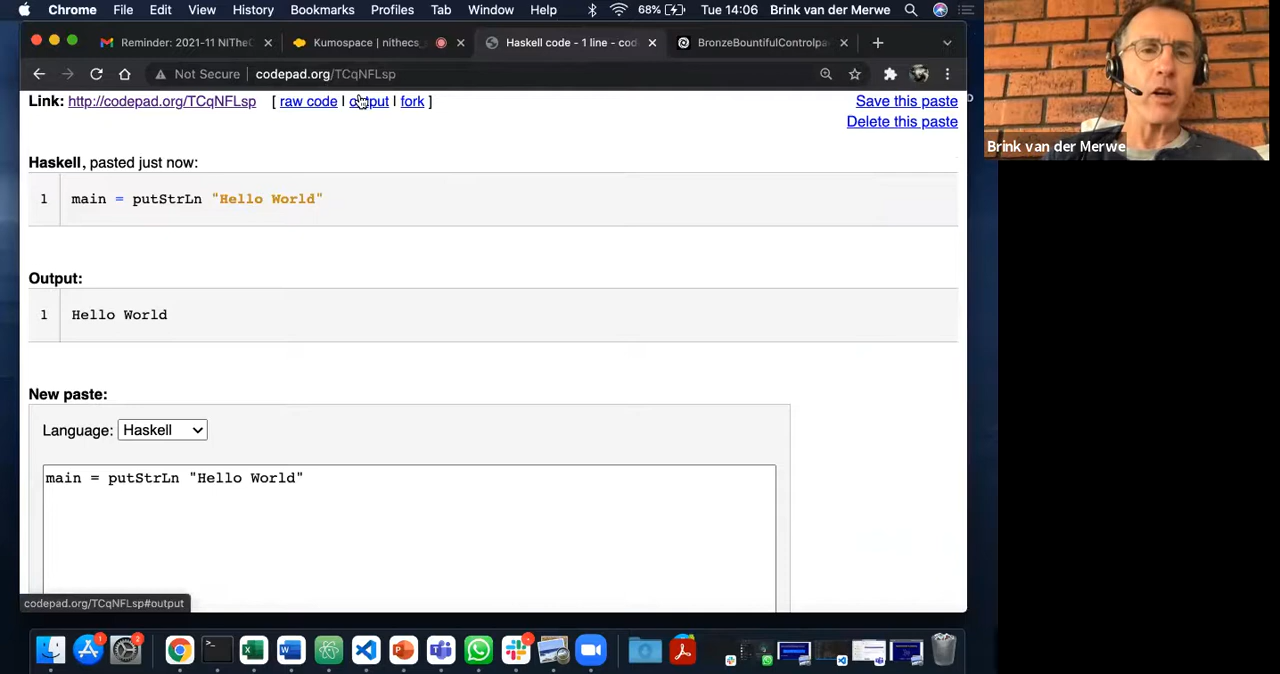 Chrome File Edit View History Bookmarks Profiles Tab Window Help 68% Tue 14:06 Brink van der Merwe
Reminder: 2021-11 NITheC
Kumospace | nithecs
Haskell code - 1 line - cod
BronzeBountifulControlpa
Not Secure codepad.org/TCqNFLsp
Link: http://codepad.org/TCqNFLsp [ raw code | output | fork ]
Save this paste
Delete this paste
Brink van der Merwe
Haskell, pasted just now:
1 main = putStrLn "Hello World"
Output:
1 Hello World
New paste:
Language: Haskell
main = putStrLn "Hello World"
codepad.org/TCqNFLsp#output